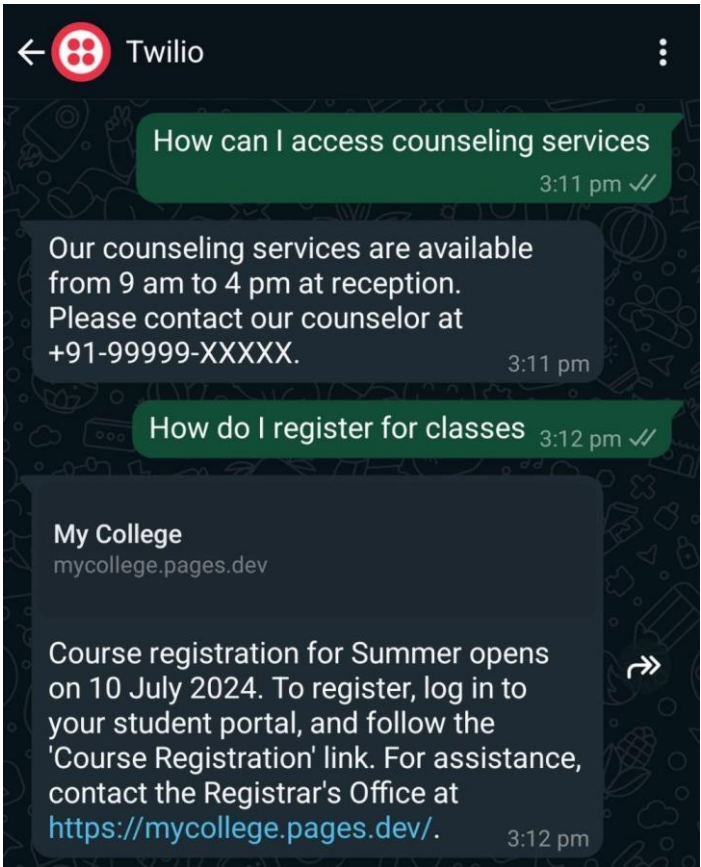 Twilio
How can I access counseling services
3:11 pm
Our counseling services are available
from 9 am to 4 pm at reception.
Please contact our counselor at
+91-99999-XXXXX.
3:11 pm
How do I register for classes
3:12 pm
My College
mycollege.pages.dev
Course registration for Summer opens
on 10 July 2024. To register, log in to
your student portal, and follow the
'Course Registration' link. For assistance,
contact the Registrar's Office at
https://mycollege.pages.dev/.
3:12 pm